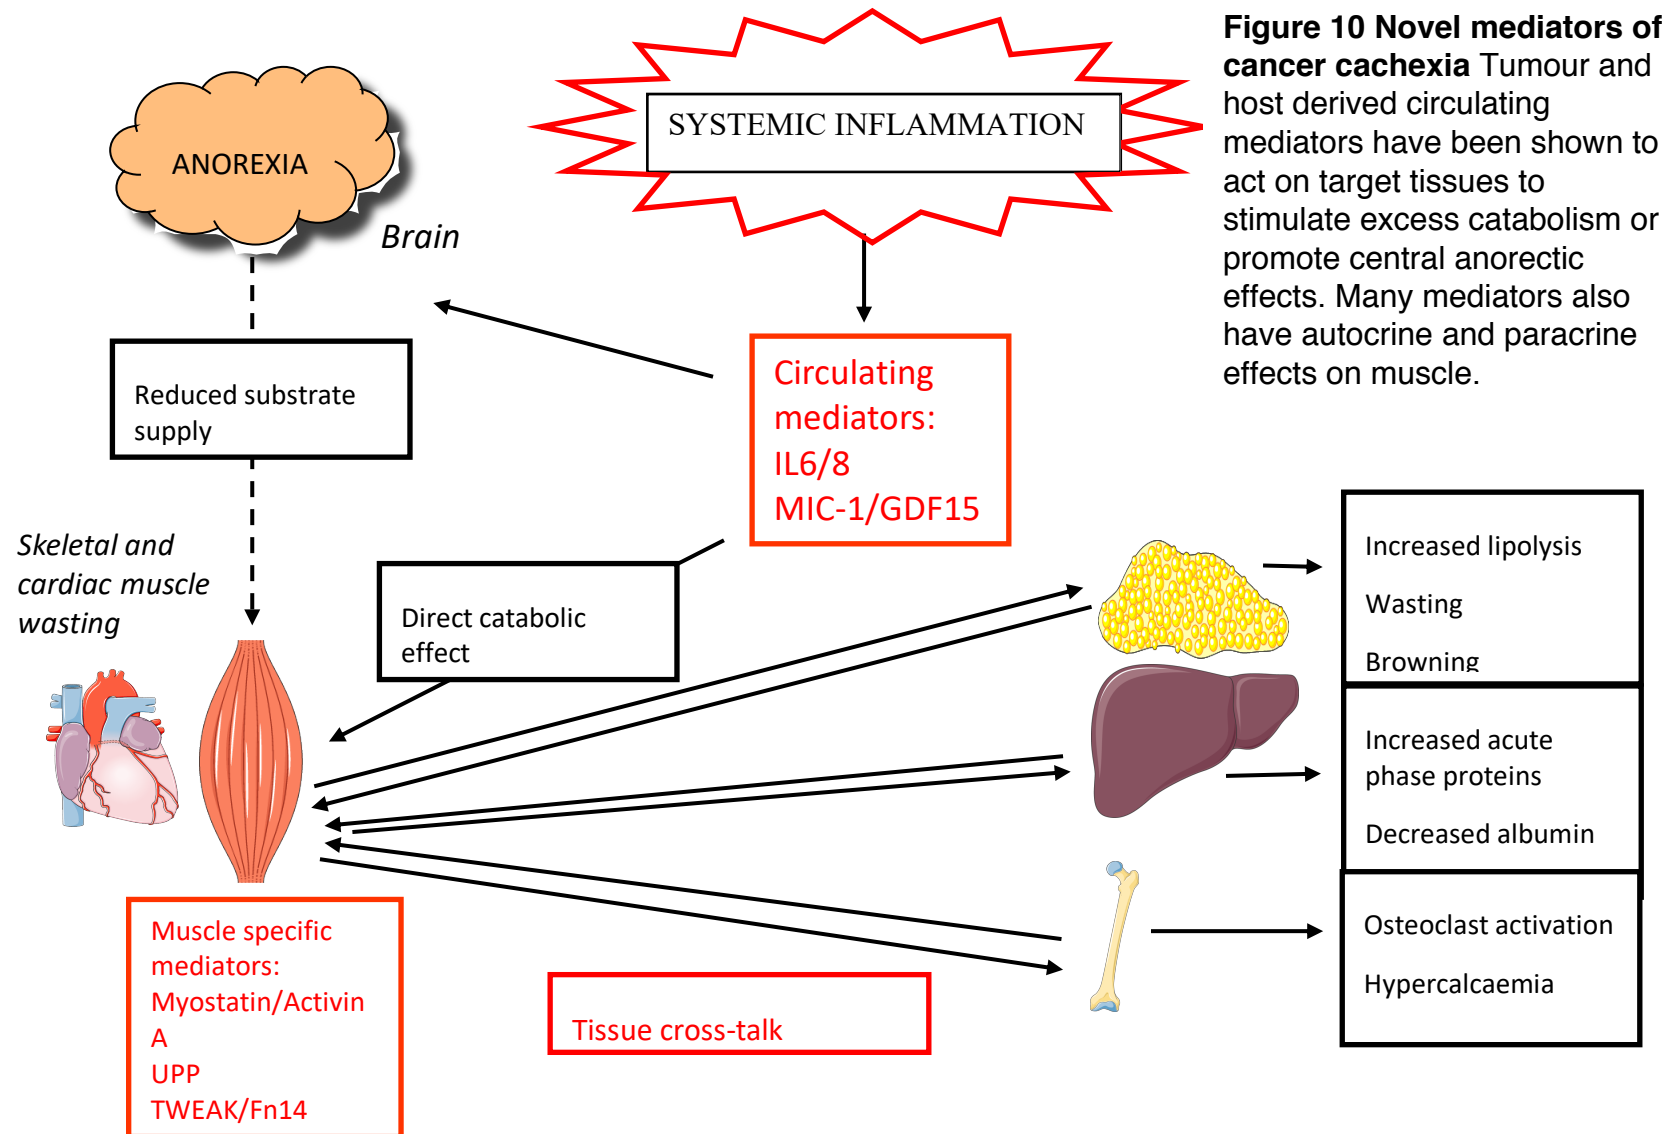 Figure 10 Novel mediators of
cancer cachexia Tumour and
host derived circulating
mediators have been shown to
act on target tissues to
stimulate excess catabolism or
promote central anorectic
effects. Many mediators also
have autocrine and paracrine
effects on muscle.
SYSTEMIC INFLAMMATION
ANOREXIA
Brain
Reduced substrate
supply
Circulating
mediators:
IL6/8
MIC-1/GDF15
Skeletal and
cardiac muscle
wasting
Direct catabolic
effect
Increased lipolysis
Wasting
Browning
Increased acute
phase proteins
Decreased albumin
Osteoclast activation
Hypercalcaemia
Muscle specific
mediators:
Myostatin/Activin
A
UPP
TWEAK/Fn14
Tissue cross-talk